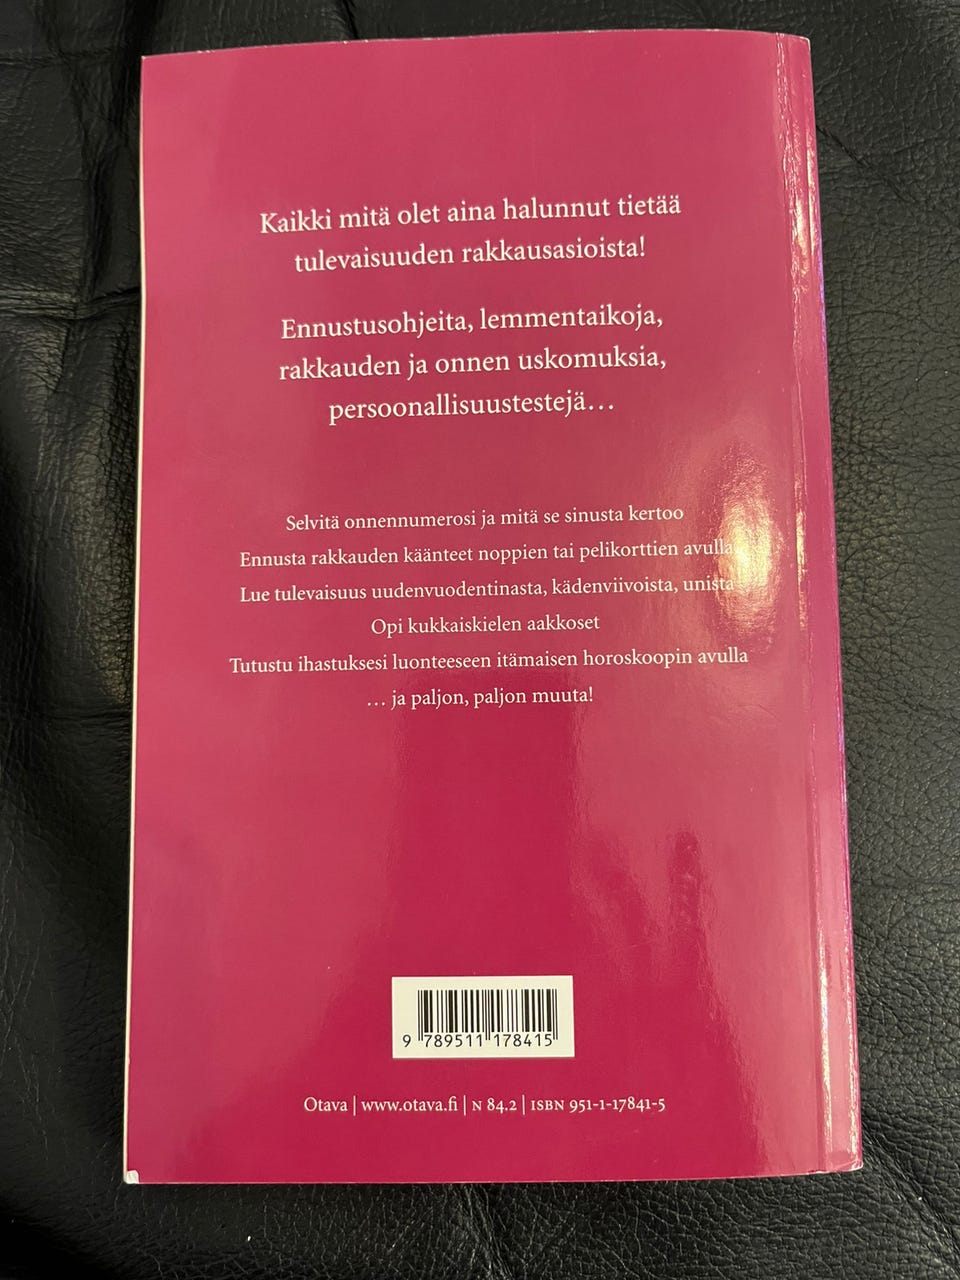 Kaikki mitä olet aina halunnut tietää
tulevaisuuden rakkausasioista!
Ennustusohjeita, lemmentaikoja,
rakkauden ja onnen uskomuksia,
persoonallisuustestejä…
Selvitä onnennumerosi ja mitä se sinusta kertoo
Ennusta rakkauden käänteet noppien tai pelikorttien avulla
Lue tulevaisuus uudenvuodentinasta, kädenviivoista, unista
Opi kukkaiskielen aakkoset
Tutustu ihastuksesi luonteeseen itämaisen horoskoopin avulla
… ja paljon, paljon muuta!
9 789511 178415
Otava | www.otava.fi | N 84.2 | ISBN 951-1-17841-5